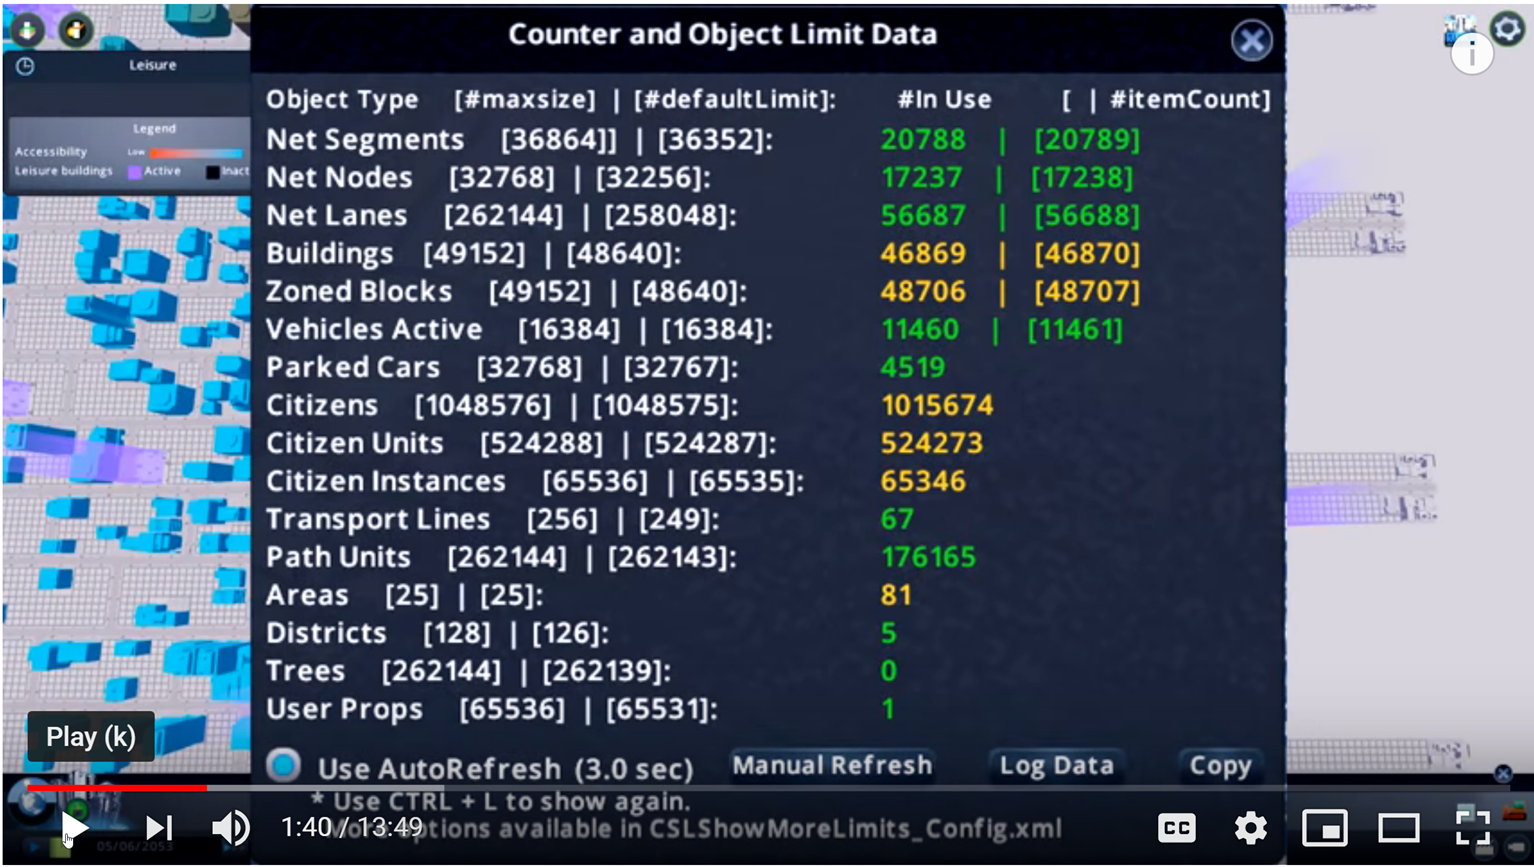 Counter and Object Limit Data
Leisure
Legend
Accessibility Low
Leisure buildings Active Inact
Object Type [#maxsize] | [#defaultLimit]: #In Use [ | #itemCount]
Net Segments [36864]] | [36352]: 20788 | [20789]
Net Nodes [32768] | [32256]: 17237 | [17238]
Net Lanes [262144] | [258048]: 56687 | [56688]
Buildings [49152] | [48640]: 46869 | [46870]
Zoned Blocks [49152] | [48640]: 48706 | [48707]
Vehicles Active [16384] | [16384]: 11460 | [11461]
Parked Cars [32768] | [32767]: 4519
Citizens [1048576] | [1048575]: 1015674
Citizen Units [524288] | [524287]: 524273
Citizen Instances [65536] | [65535]: 65346
Transport Lines [256] | [249]: 67
Path Units [262144] | [262143]: 176165
Areas [25] | [25]: 81
Districts [128] | [126]: 5
Trees [262144] | [262139]: 0
User Props [65536] | [65531]: 1
Play (k)
Use AutoRefresh (3.0 sec) Manual Refresh Log Data Copy
* Use CTRL + L to show again.
1:40 / 13:49
More options available in CSLShowMoreLimits_Config.xml
CC
05/06/2053